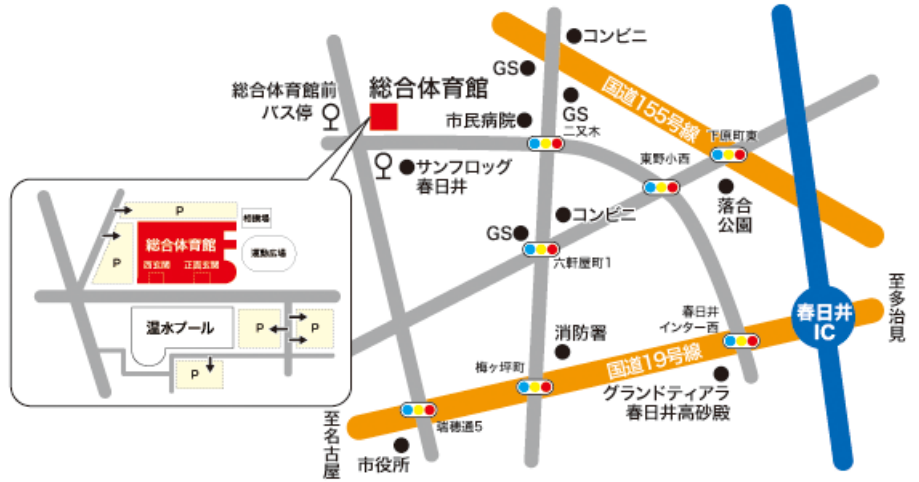 コンビニ
GS
国道155号線
総合体育館前
バス停
総合体育館
市民病院
GS
二又木
下原町東
東野小西
サンフロッグ
春日井
落合
公園
コンビニ
GS
六軒屋町1
P
相撲場
総合体育館
運動広場
P
西玄関
正面玄関
温水プール
P
P
P
至多治見
春日井
IC
春日井
インター西
消防署
国道19号線
梅ヶ坪町
グランドティアラ
春日井高砂殿
至名古屋
瑞穂通5
市役所